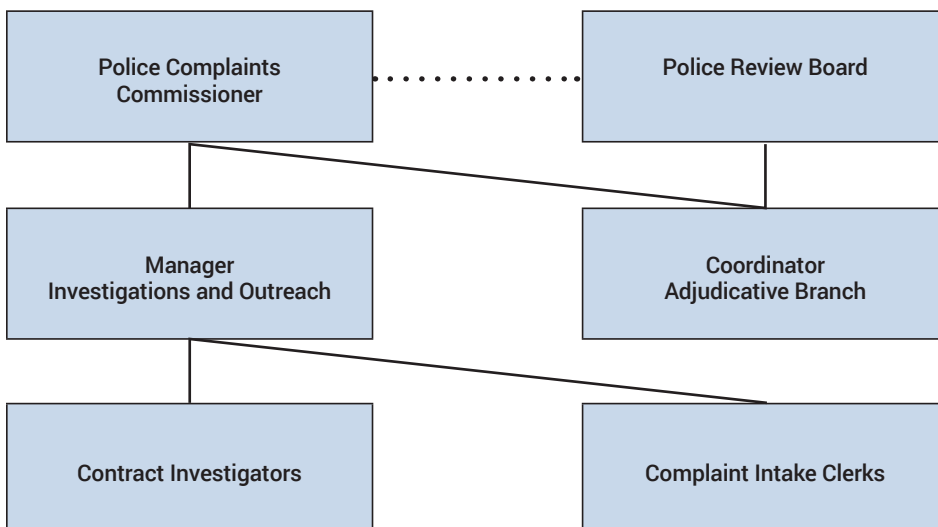 Police Complaints
Commissioner
Police Review Board
Manager
Investigations and Outreach
Coordinator
Adjudicative Branch
Contract Investigators
Complaint Intake Clerks